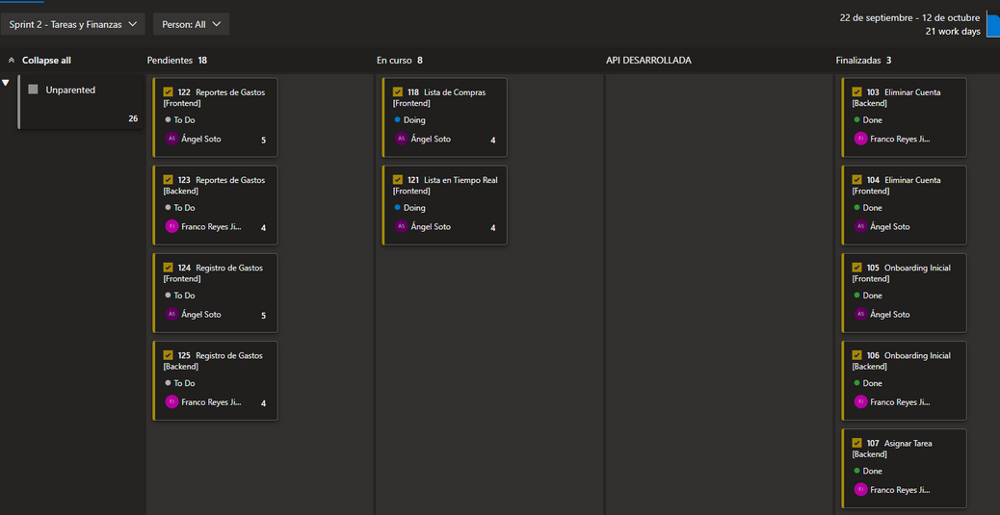 Sprint 2 - Tareas y Finanzas
Person: All
22 de septiembre - 12 de octubre
21 work days
Collapse all
Pendientes 18
En curso 8
API DESARROLLADA
Finalizadas 3
Unparented
26
122 Reportes de Gastos
[Frontend]
To Do
AS Ángel Soto 5
123 Reportes de Gastos
[Backend]
To Do
FJ Franco Reyes Ji... 4
124 Registro de Gastos
[Frontend]
To Do
AS Ángel Soto 5
125 Registro de Gastos
[Backend]
To Do
FJ Franco Reyes Ji... 4
118 Lista de Compras
[Frontend]
Doing
AS Ángel Soto 4
121 Lista en Tiempo Real
[Frontend]
Doing
AS Ángel Soto 4
103 Eliminar Cuenta
[Backend]
Done
FJ Franco Reyes Ji...
104 Eliminar Cuenta
[Frontend]
Done
AS Ángel Soto
105 Onboarding Inicial
[Frontend]
Done
AS Ángel Soto
106 Onboarding Inicial
[Backend]
Done
FJ Franco Reyes Ji...
107 Asignar Tarea
[Backend]
Done
FJ Franco Reyes Ji...